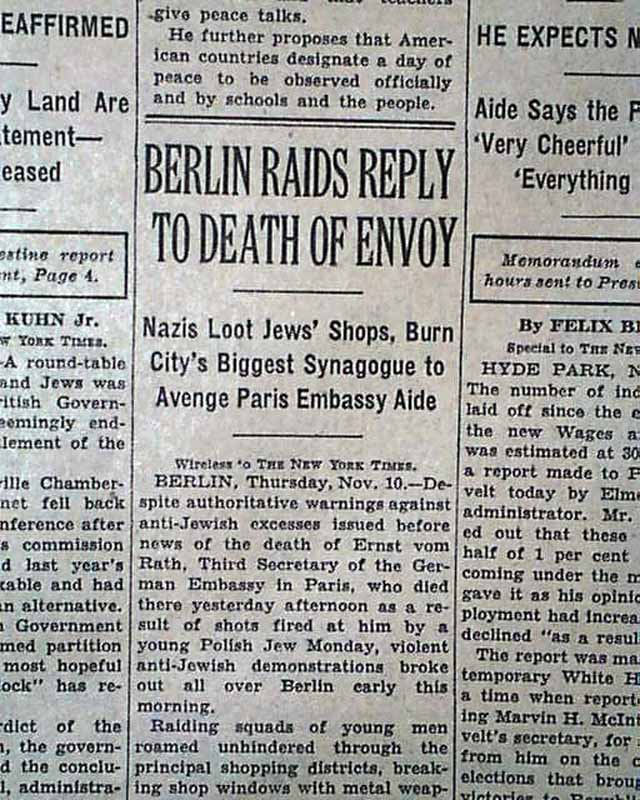 EAFFIRMED
y Land Are
tement—
eased
estine report
nt, Page 4.
KUHN Jr.
W YORK TIMES.
—A round-table
and Jews was
ritish Govern-
eemingly end-
lement of the
ville Chamber-
net fell back
nference after
s commission
d last year's
kable and had
an alternative.
n Government
med partition
most hopeful
ock" has re-
rdict of the
n, the govern-
d the conclu-
l, administra-
give peace talks.
He further proposes that Amer-
ican countries designate a day of
peace to be observed officially
and by schools and the people.
BERLIN RAIDS REPLY
TO DEATH OF ENVOY
Nazis Loot Jews' Shops, Burn
City's Biggest Synagogue to
Avenge Paris Embassy Aide
Wireless to THE NEW YORK TIMES.
BERLIN, Thursday, Nov. 10.—De-
spite authoritative warnings against
anti-Jewish excesses issued before
news of the death of Ernst vom
Rath, Third Secretary of the Ger-
man Embassy in Paris, who died
there yesterday afternoon as a re-
sult of shots fired at him by a
young Polish Jew Monday, violent
anti-Jewish demonstrations broke
out all over Berlin early this
morning.
Raiding squads of young men
roamed unhindered through the
principal shopping districts, break-
ing shop windows with metal weap-
HE EXPECTS N
Aide Says the P
'Very Cheerful'
'Everything
Memorandum
hours sent to Pres
By FELIX B
Special to THE NEW
HYDE PARK, N
The number of ind
laid off since the
the new Wages a
was estimated at 30
a report made to P
velt today by Elme
administrator. Mr.
ed out that these
half of 1 per cent
coming under the m
gave it as his opinio
ployment had increa
declined "as a resul
The report was ma
temporary White H
a time when report
ing Marvin H. McInt
velt's secretary, for
from him on the
elections that brou
victories to Republi